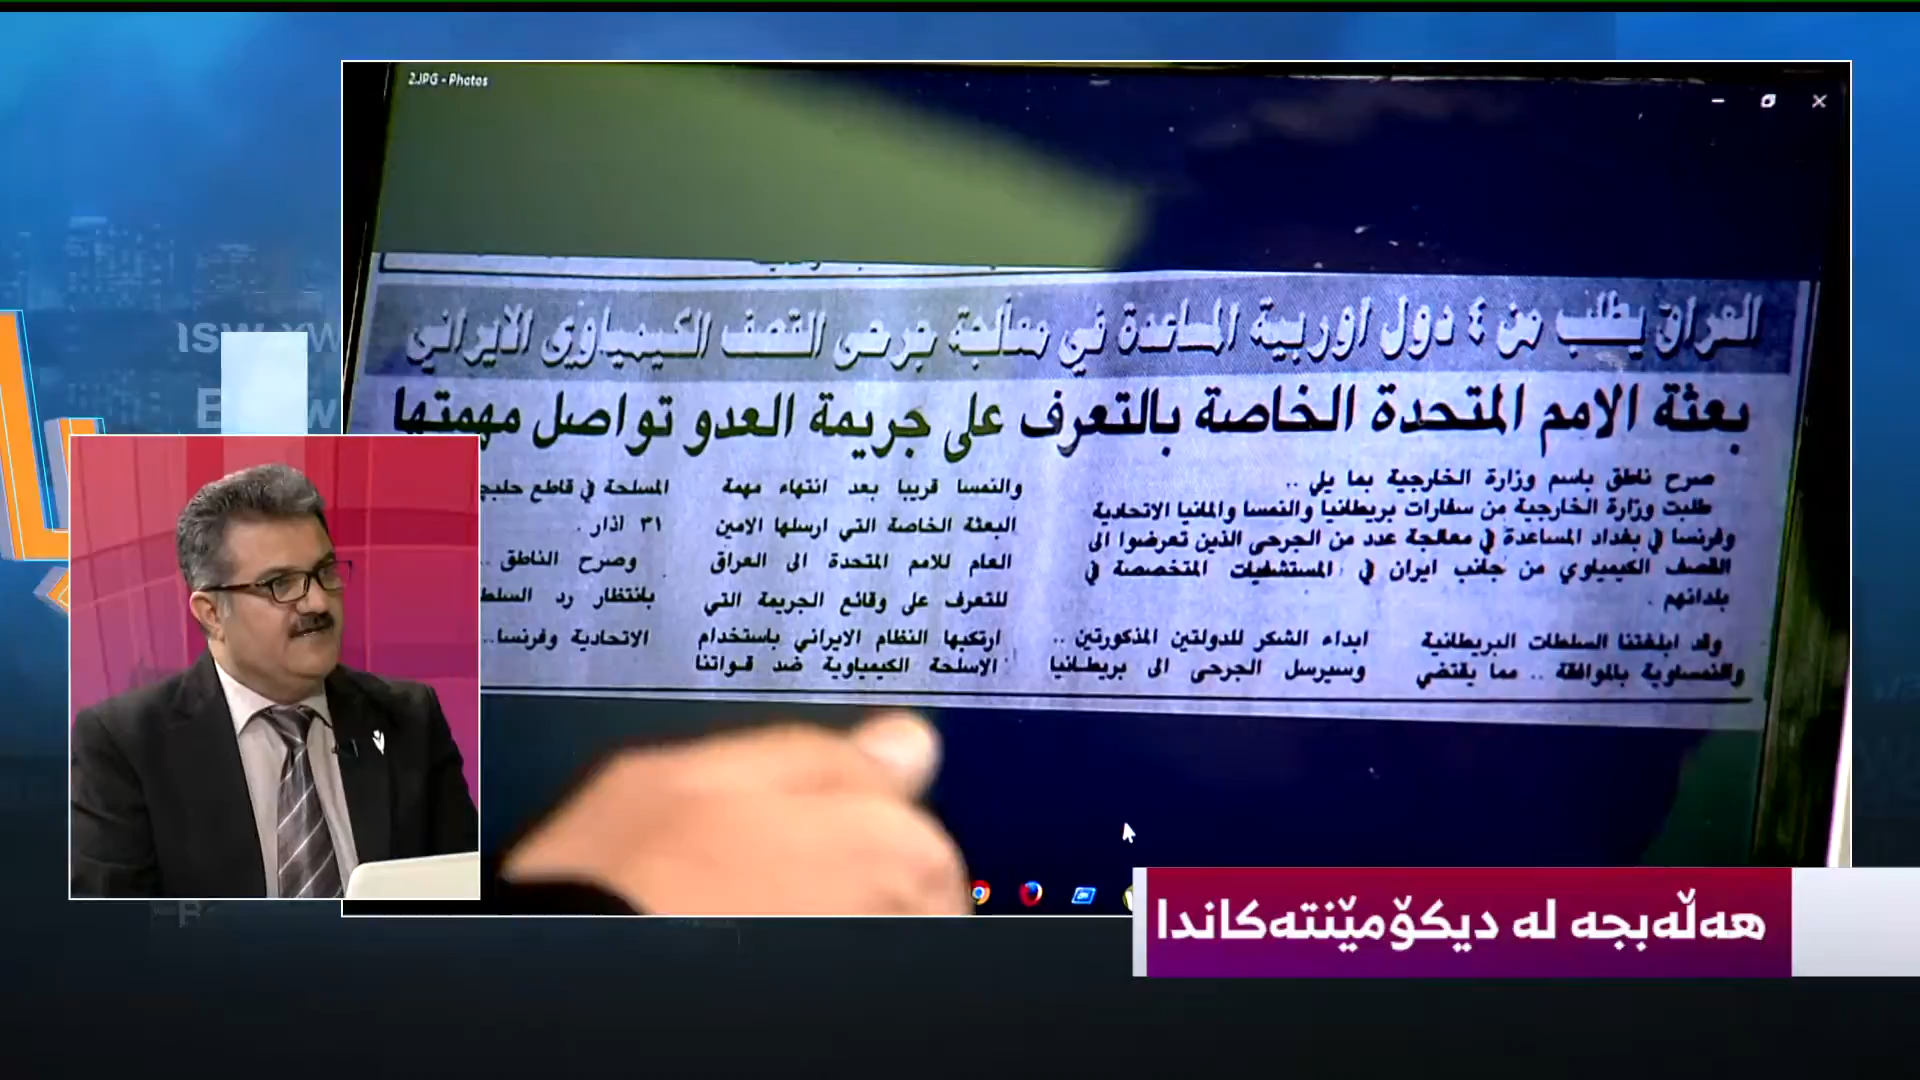 2.JPG - Photos
العراق يطلب من ٤ دول اوربية المساعدة في معالجة جرحى القصف الكيمياوي الايراني
بعثة الامم المتحدة الخاصة بالتعرف على جريمة العدو تواصل مهمتها
صرح ناطق باسم وزارة الخارجية بما يلي ..
طلبت وزارة الخارجية من سفارات بريطانيا والنمسا والمانيا الاتحادية
وفرنسا في بغداد المساعدة في معالجة عدد من الجرحى الذين تعرضوا الى
القصف الكيمياوي من جانب ايران في المستشفيات المتخصصة في
بلدانهم .
وقد ابلغتنا السلطات البريطانية
والنمساوية بالموافقة .. مما يقتضي
ابداء الشكر للدولتين المذكورتين ..
وسيرسل الجرحى الى بريطانيا
والنمسا قريبا بعد انتهاء مهمة
البعثة الخاصة التي ارسلها الامين
العام للامم المتحدة الى العراق
للتعرف على وقائع الجريمة التي
ارتكبها النظام الايراني باستخدام
الاسلحة الكيمياوية ضد قواتنا
المسلحة في قاطع حلبج
٣١ اذار .
وصرح الناطق ..
بانتظار رد السلط
الاتحادية وفرنسا..
هەڵەبجە لە دیکۆمێنتەکاندا